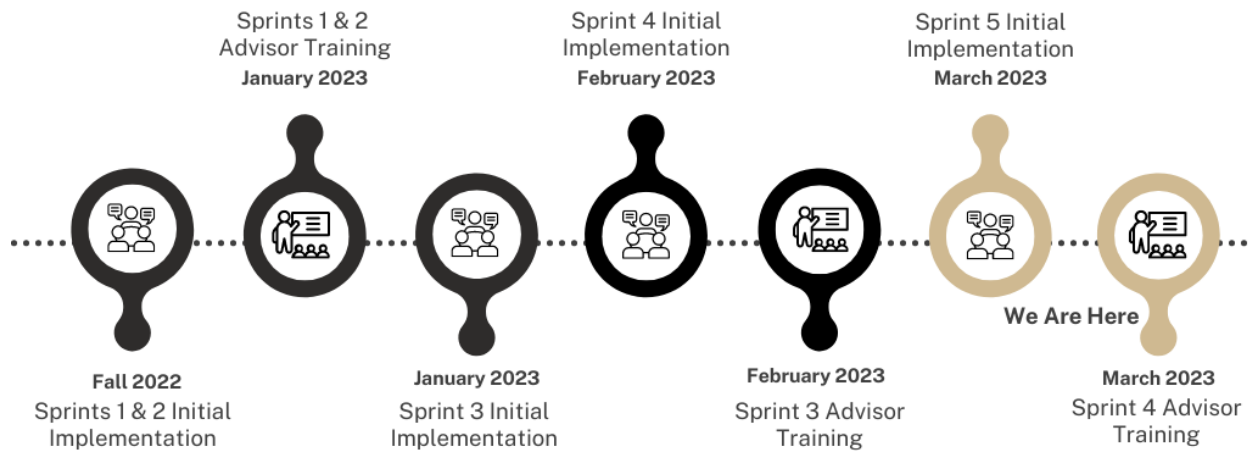 Sprints 1 & 2
Advisor Training
January 2023
Sprint 4 Initial
Implementation
February 2023
Sprint 5 Initial
Implementation
March 2023
We Are Here
Fall 2022
Sprints 1 & 2 Initial
Implementation
January 2023
Sprint 3 Initial
Implementation
February 2023
Sprint 3 Advisor
Training
March 2023
Sprint 4 Advisor
Training